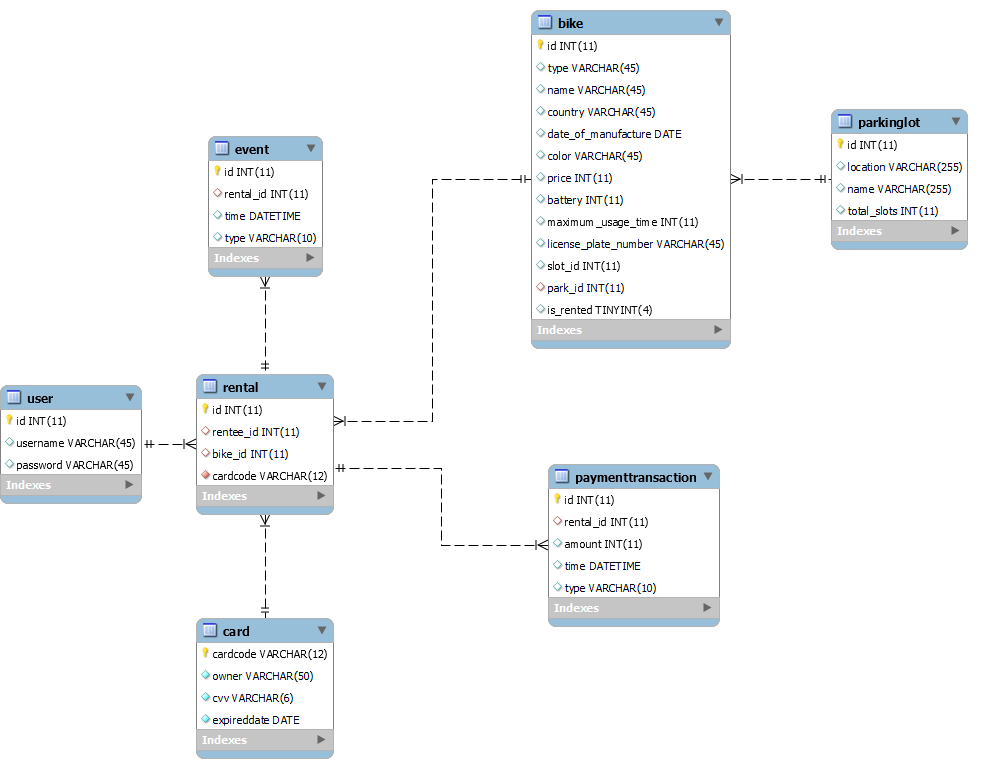 bike
id INT(11)
type VARCHAR(45)
name VARCHAR(45)
country VARCHAR(45)
date_of_manufacture DATE
color VARCHAR(45)
price INT(11)
battery INT(11)
maximum_usage_time INT(11)
license_plate_number VARCHAR(45)
slot_id INT(11)
park_id INT(11)
is_rented TINYINT(4)
Indexes
parkinglot
id INT(11)
location VARCHAR(255)
name VARCHAR(255)
total_slots INT(11)
Indexes
event
id INT(11)
rental_id INT(11)
time DATETIME
type VARCHAR(10)
Indexes
user
id INT(11)
username VARCHAR(45)
password VARCHAR(45)
Indexes
rental
id INT(11)
rentee_id INT(11)
bike_id INT(11)
cardcode VARCHAR(12)
Indexes
paymenttransaction
id INT(11)
rental_id INT(11)
amount INT(11)
time DATETIME
type VARCHAR(10)
Indexes
card
cardcode VARCHAR(12)
owner VARCHAR(50)
cvv VARCHAR(6)
expireddate DATE
Indexes